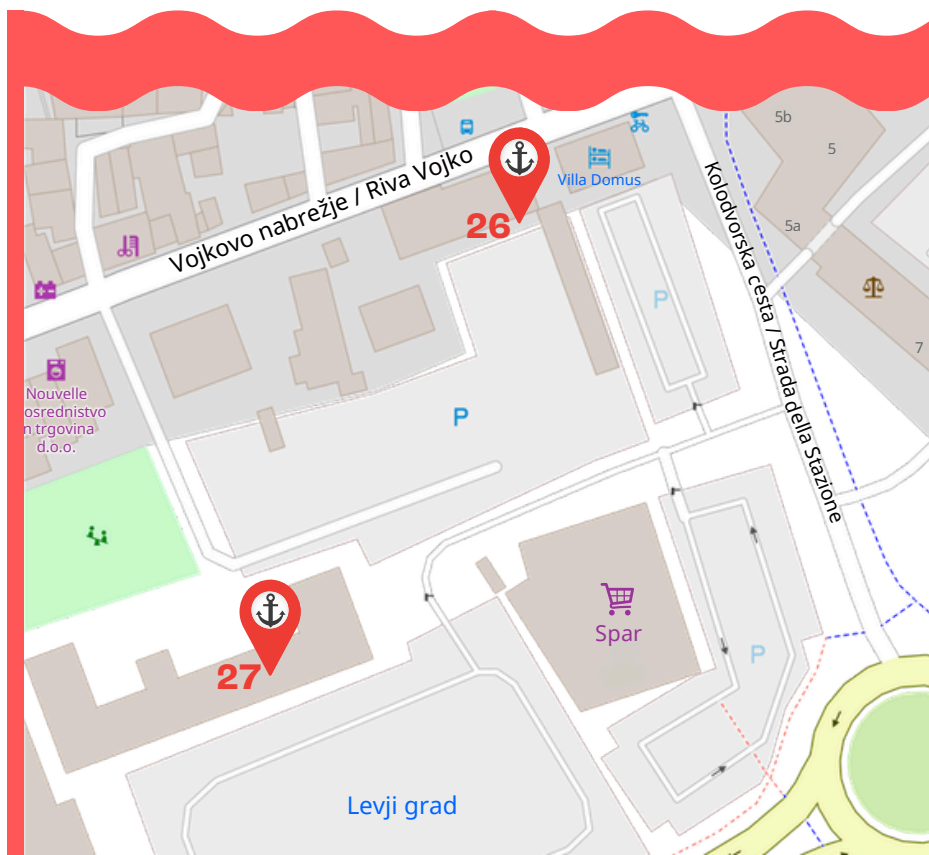 5b
5
Vojkovo nabrežje / Riva Vojko
Villa Domus
Kolodvorska cesta / Strada della Stazione
26
5a
P
7
Nouvelle
osrednistvo
n trgovina
d.o.o.
P
Spar
P
27
Levji grad